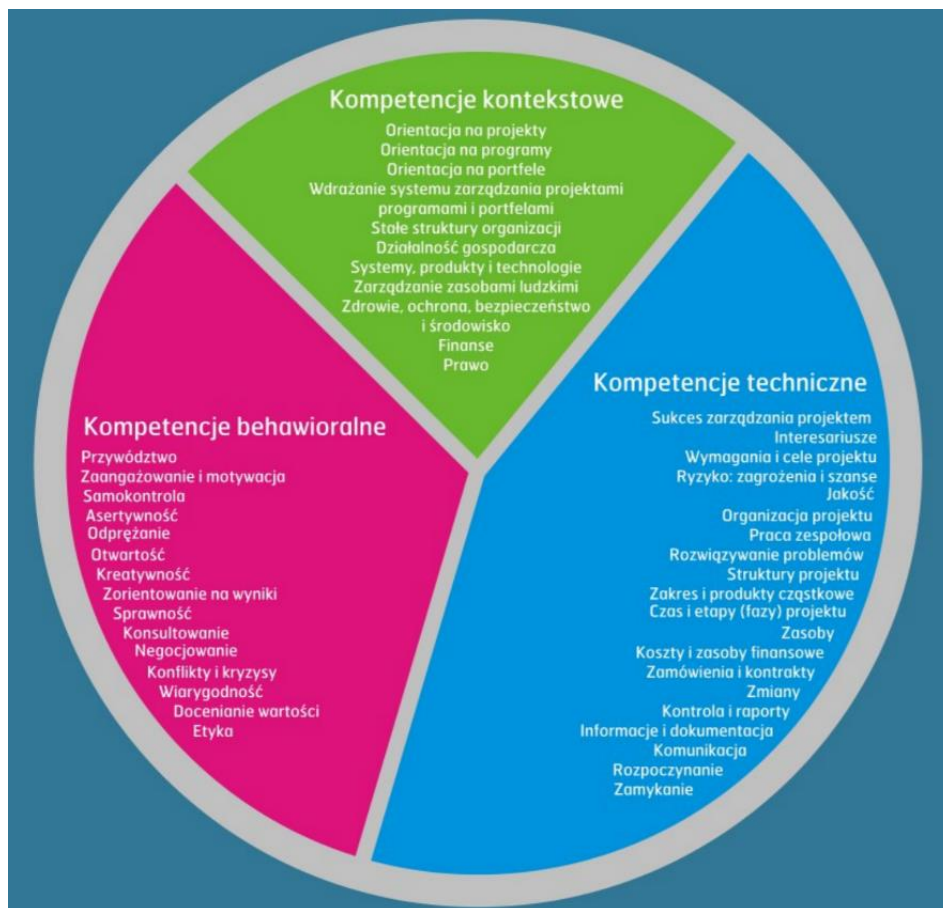 Kompetencje kontekstowe
Orientacja na projekty
Orientacja na programy
Orientacja na portfele
Wdrażanie systemu zarządzania projektami
programami i portfelami
Stałe struktury organizacji
Działalność gospodarcza
Systemy, produkty i technologie
Zarządzanie zasobami ludzkimi
Zdrowie, ochrona, bezpieczeństwo
i środowisko
Finanse
Prawo
Kompetencje techniczne
Sukces zarządzania projektem
Interesariusze
Wymagania i cele projektu
Ryzyko: zagrożenia i szanse
Jakość
Organizacja projektu
Praca zespołowa
Rozwiązywanie problemów
Struktury projektu
Zakres i produkty cząstkowe
Czas i etapy (fazy) projektu
Zasoby
Koszty i zasoby finansowe
Zamówienia i kontrakty
Zmiany
Kontrola i raporty
Informacje i dokumentacja
Komunikacja
Rozpoczynanie
Zamykanie
Kompetencje behawioralne
Przywództwo
Zaangażowanie i motywacja
Samokontrola
Asertywność
Odprężanie
Otwartość
Kreatywność
Zorientowanie na wyniki
Sprawność
Konsultowanie
Negocjowanie
Konflikty i kryzysy
Wiarygodność
Docenianie wartości
Etyka